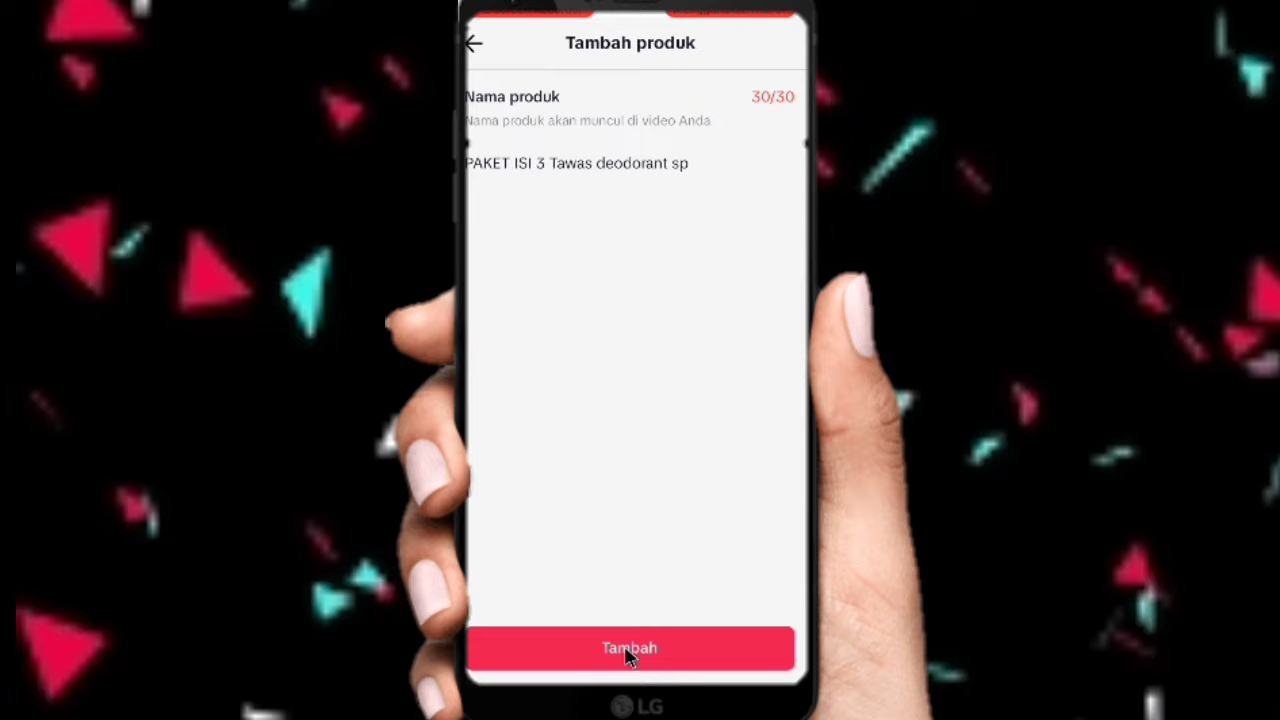 Tambah produk
Nama produk 30/30
Nama produk akan muncul di video Anda
PAKET ISI 3 Tawas deodorant sp
Tambah
LG